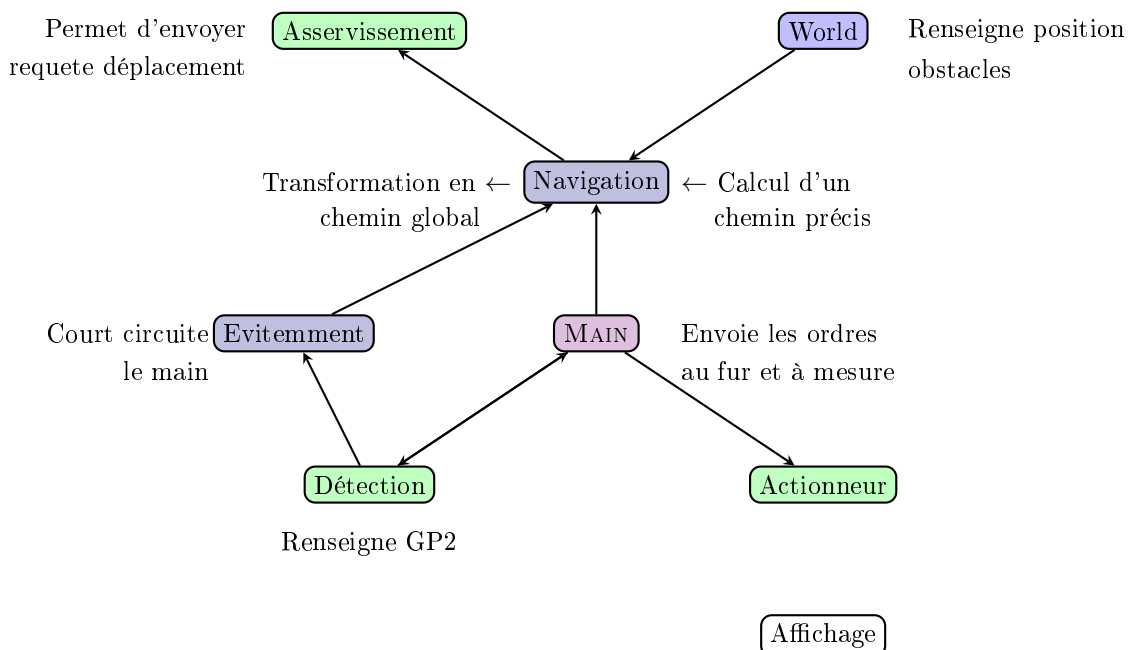 Permet d'envoyer
requete déplacement
Asservissement
World
Renseigne position
obstacles
Transformation en ←
chemin global
Navigation
← Calcul d'un
chemin précis
Court circuite
le main
Evitemment
MAIN
Envoie les ordres
au fur et à mesure
Détection
Actionneur
Renseigne GP2
Affichage